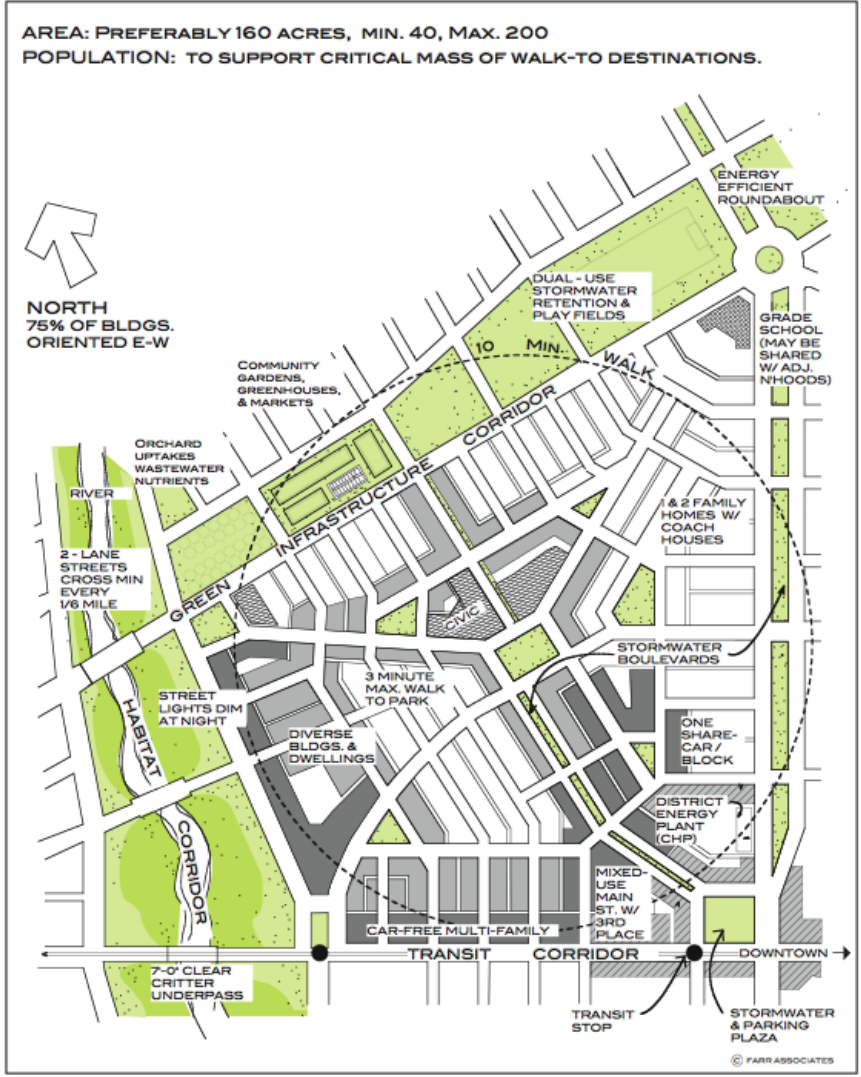 AREA: PREFERABLY 160 ACRES, MIN. 40, MAX. 200
POPULATION: TO SUPPORT CRITICAL MASS OF WALK-TO DESTINATIONS.
ENERGY
EFFICIENT
ROUNDABOUT
NORTH
75% OF BLDGS.
ORIENTED E-W
DUAL - USE
STORMWATER
RETENTION &
PLAY FIELDS
GRADE
SCHOOL
(MAY BE
SHARED
W/ ADJ.
N'HOODS)
10 MIN. WALK
COMMUNITY
GARDENS,
GREENHOUSES,
& MARKETS
ORCHARD
UPTAKES
WASTEWATER
NUTRIENTS
GREEN INFRASTRUCTURE CORRIDOR
RIVER
2 - LANE
STREETS
CROSS MIN
EVERY
1/6 MILE
1 & 2 FAMILY
HOMES W/
COACH
HOUSES
CIVIC
STORMWATER
BOULEVARDS
3 MINUTE
MAX. WALK
TO PARK
STREET
LIGHTS DIM
AT NIGHT
HABITAT CORRIDOR
DIVERSE
BLDGS. &
DWELLINGS
ONE
SHARE-
CAR /
BLOCK
DISTRICT
ENERGY
PLANT
(CHP)
MIXED-
USE
MAIN
ST. W/
3RD
PLACE
CAR-FREE MULTI-FAMILY
TRANSIT CORRIDOR
DOWNTOWN
7'-0" CLEAR
CRITTER
UNDERPASS
TRANSIT
STOP
STORMWATER
& PARKING
PLAZA
© FARR ASSOCIATES